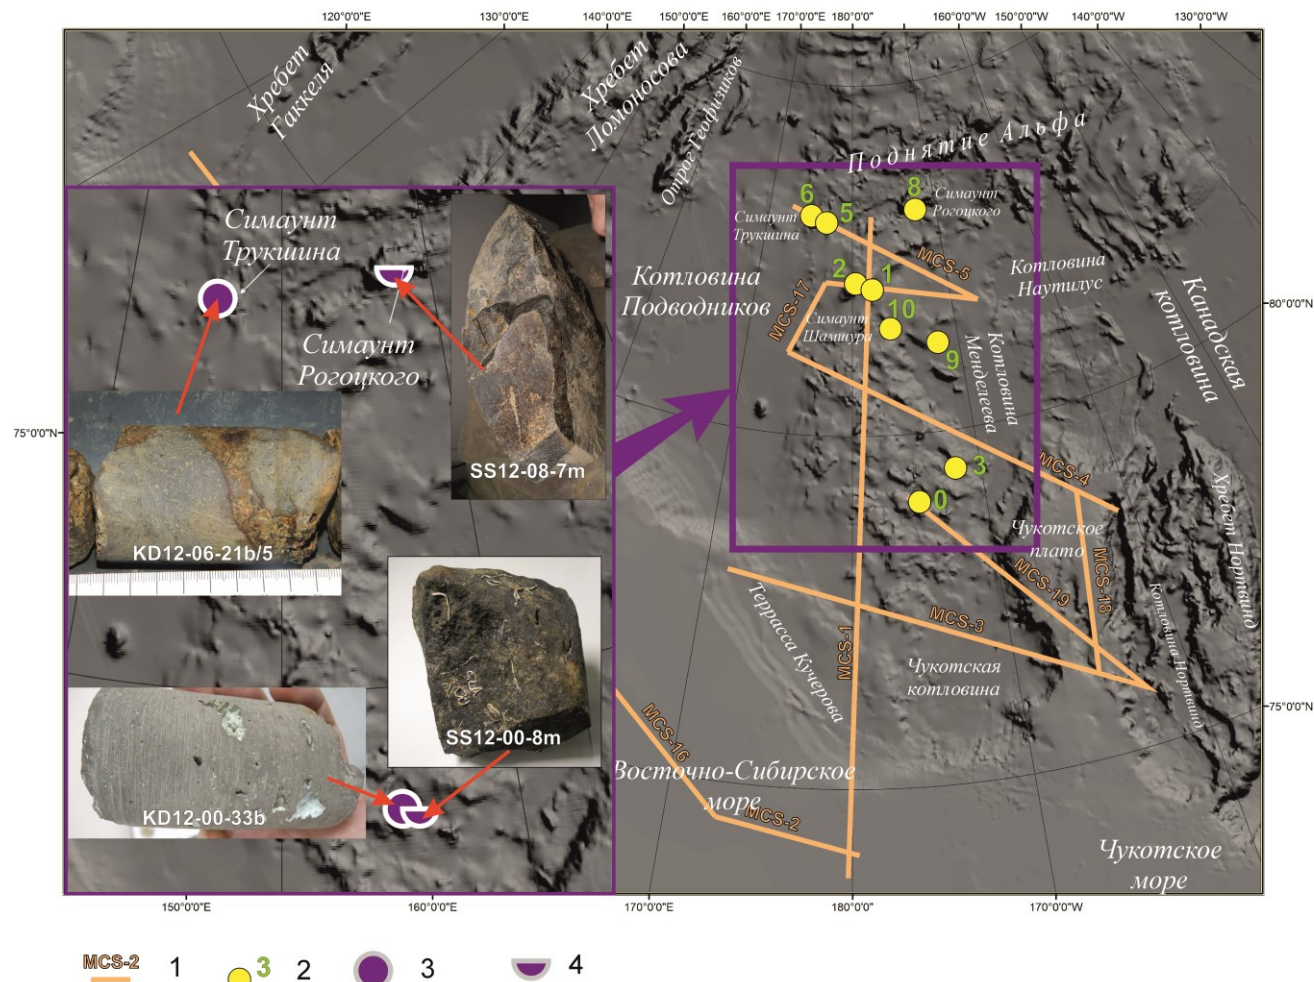 120°0'0"E
130°0'0"E
140°0'0"E
150°0'0"E
160°0'0"E
170°0'0"E
180°0'0"
160°0'0"W
150°0'0"W
140°0'0"W
130°0'0"W
Хребет
Гаккеля
Хребет
Ломоносова
Отрог Геофизиков
Поднятие Альфа
6
5
8
Симаунт
Рогоцкого
Симаунт
Трукшина
MCS-5
Котловина
Подводников
2
1
MCS-17
10
Симаунт
Шамшура
9
Котловина
Наутилус
Котловина
Менделеева
Канадская
котловина
80°0'0"N
Симаунт
Трукшина
Симаунт
Рогоцкого
SS12-08-7m
75°0'0"N
KD12-06-21b/5
SS12-00-8m
KD12-00-33b
3
0
MCS-4
Чукотское
плато
MCS-19
MCS-18
Хребет Нортвинд
Котловина Нортвинд
Терраса Кучерова
MCS-1
MCS-3
Чукотская
котловина
75°0'0"N
MCS-16
Восточно-Сибирское
море
MCS-2
Чукотское
море
150°0'0"E
160°0'0"E
170°0'0"E
180°0'0"
170°0'0"W
MCS-2 1
3 2
3
4